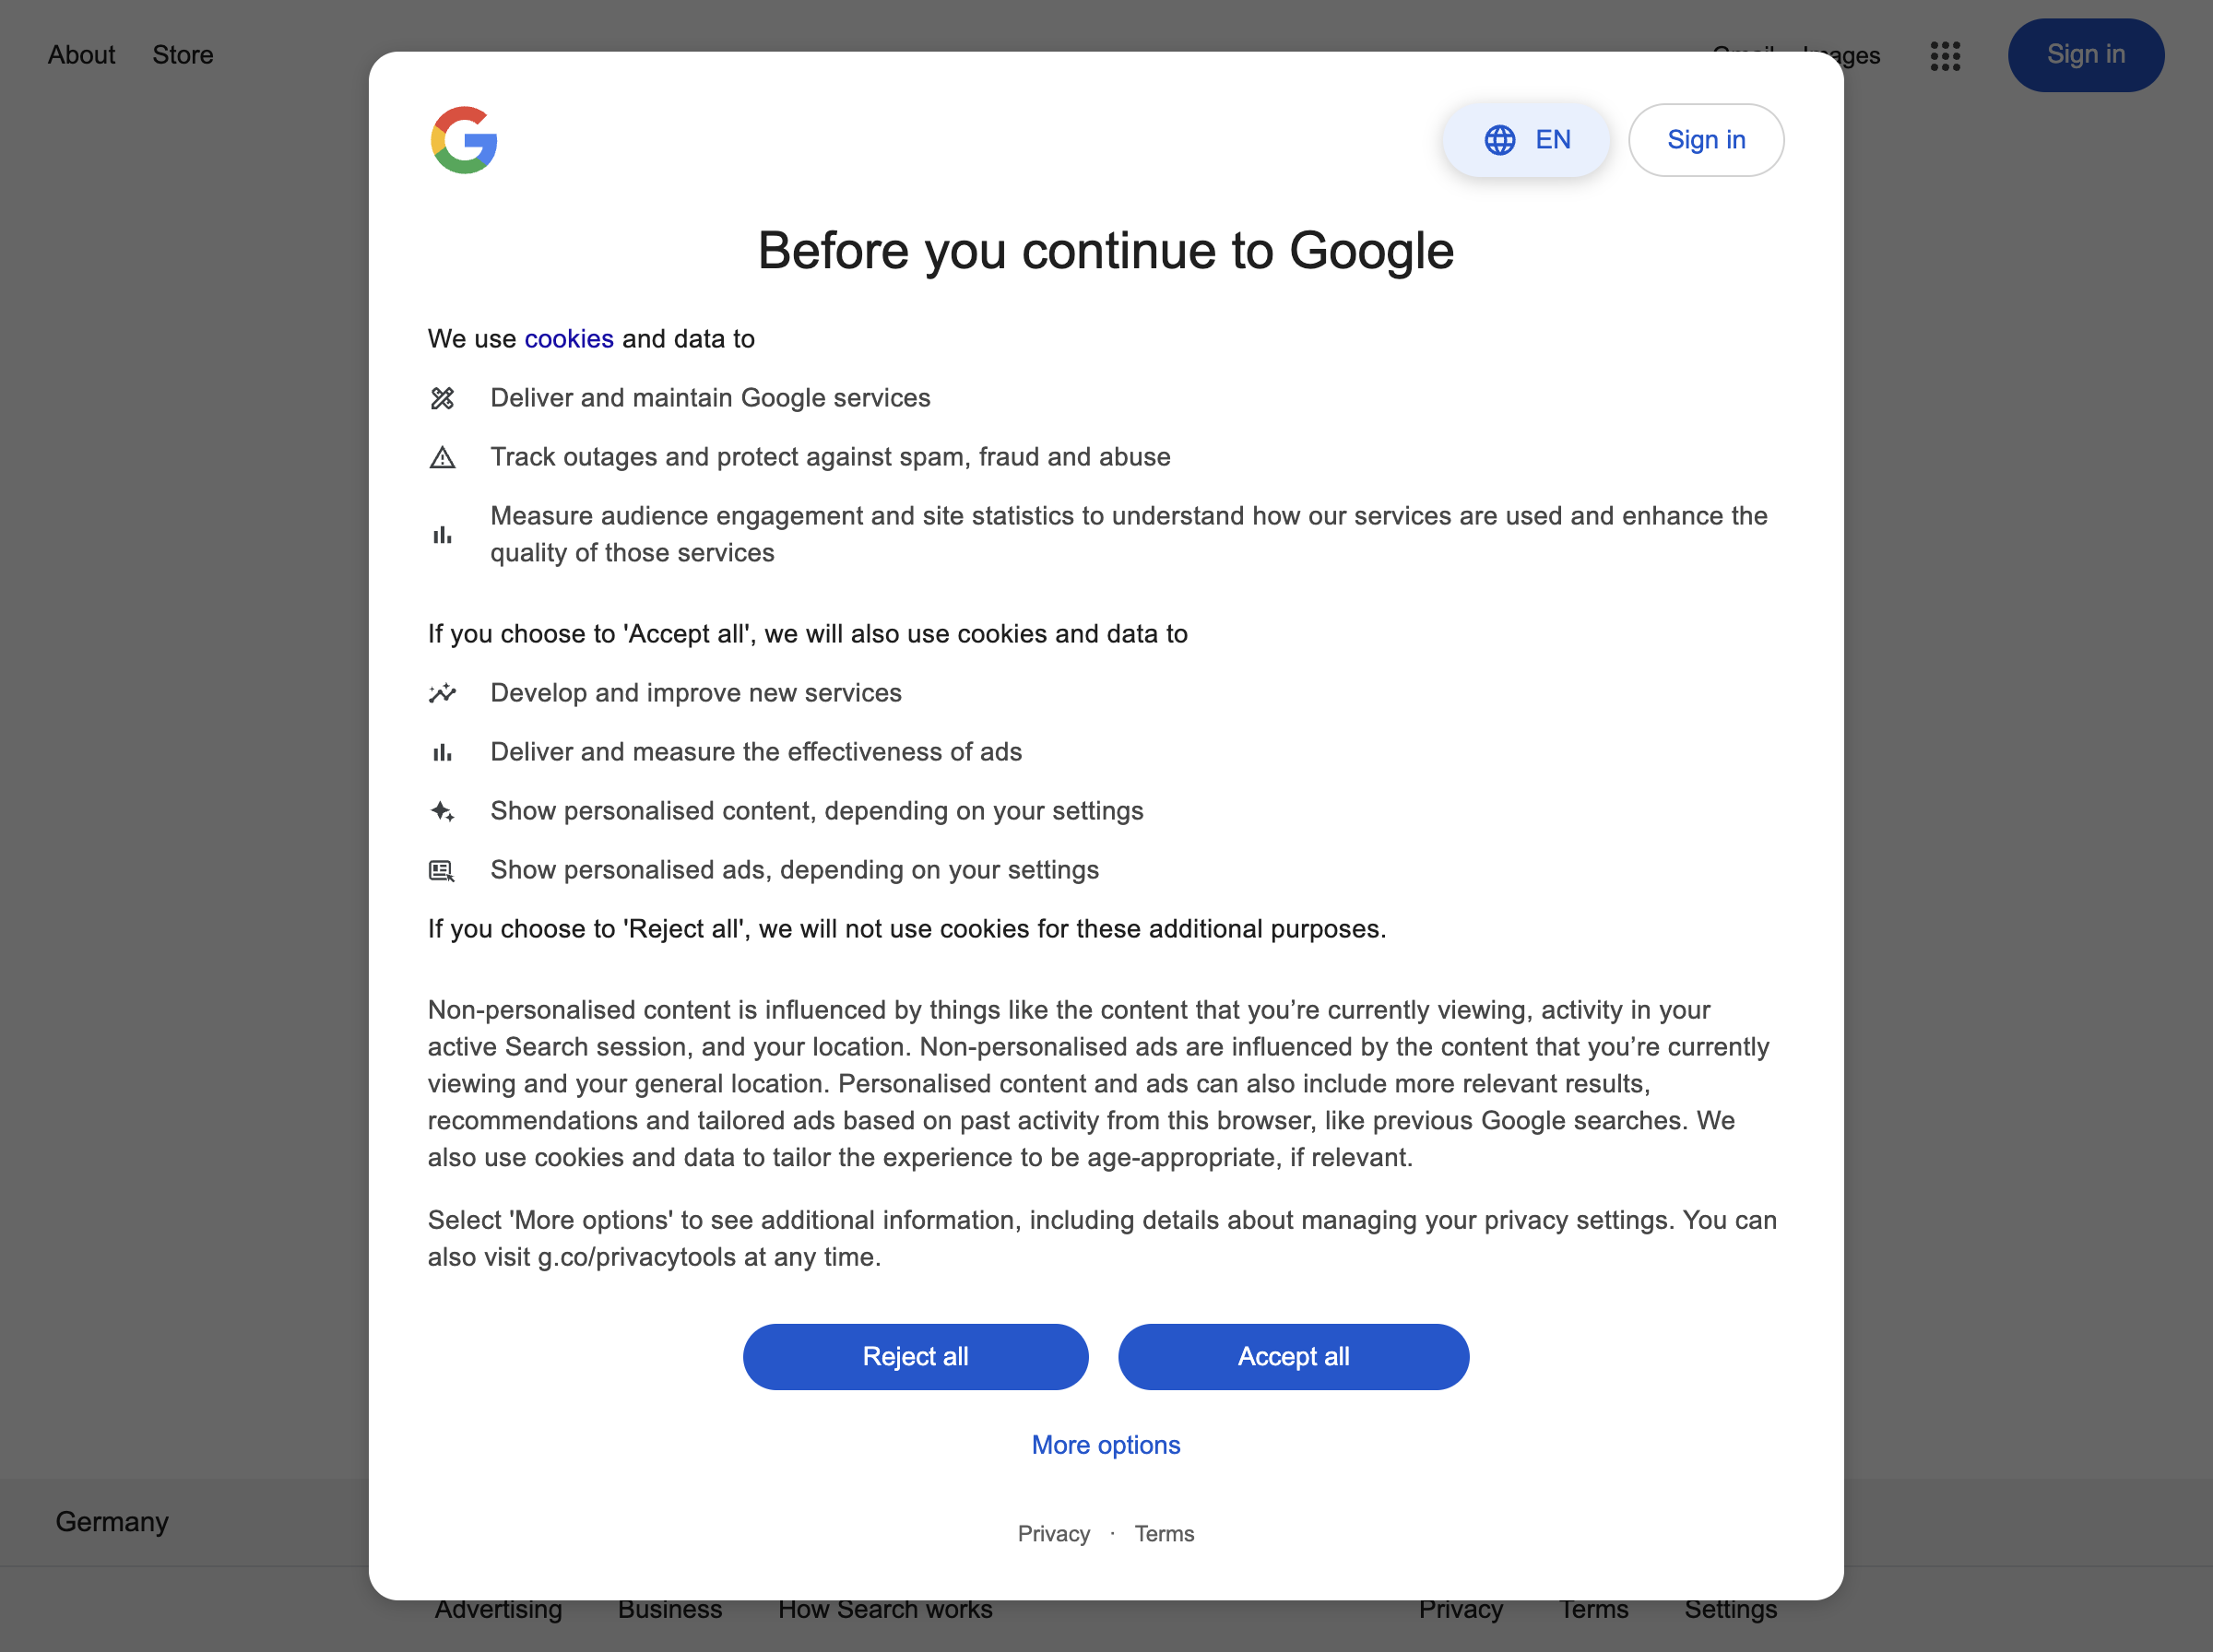 About Store
Gmail Images
Sign in
EN
Sign in
Before you continue to Google
We use cookies and data to
Deliver and maintain Google services
Track outages and protect against spam, fraud and abuse
Measure audience engagement and site statistics to understand how our services are used and enhance the
quality of those services
If you choose to 'Accept all', we will also use cookies and data to
Develop and improve new services
Deliver and measure the effectiveness of ads
Show personalised content, depending on your settings
Show personalised ads, depending on your settings
If you choose to 'Reject all', we will not use cookies for these additional purposes.
Non-personalised content is influenced by things like the content that you’re currently viewing, activity in your
active Search session, and your location. Non-personalised ads are influenced by the content that you’re currently
viewing and your general location. Personalised content and ads can also include more relevant results,
recommendations and tailored ads based on past activity from this browser, like previous Google searches. We
also use cookies and data to tailor the experience to be age-appropriate, if relevant.
Select 'More options' to see additional information, including details about managing your privacy settings. You can
also visit g.co/privacytools at any time.
Reject all
Accept all
More options
Privacy · Terms
Germany
Advertising Business How Search works
Privacy Terms Settings